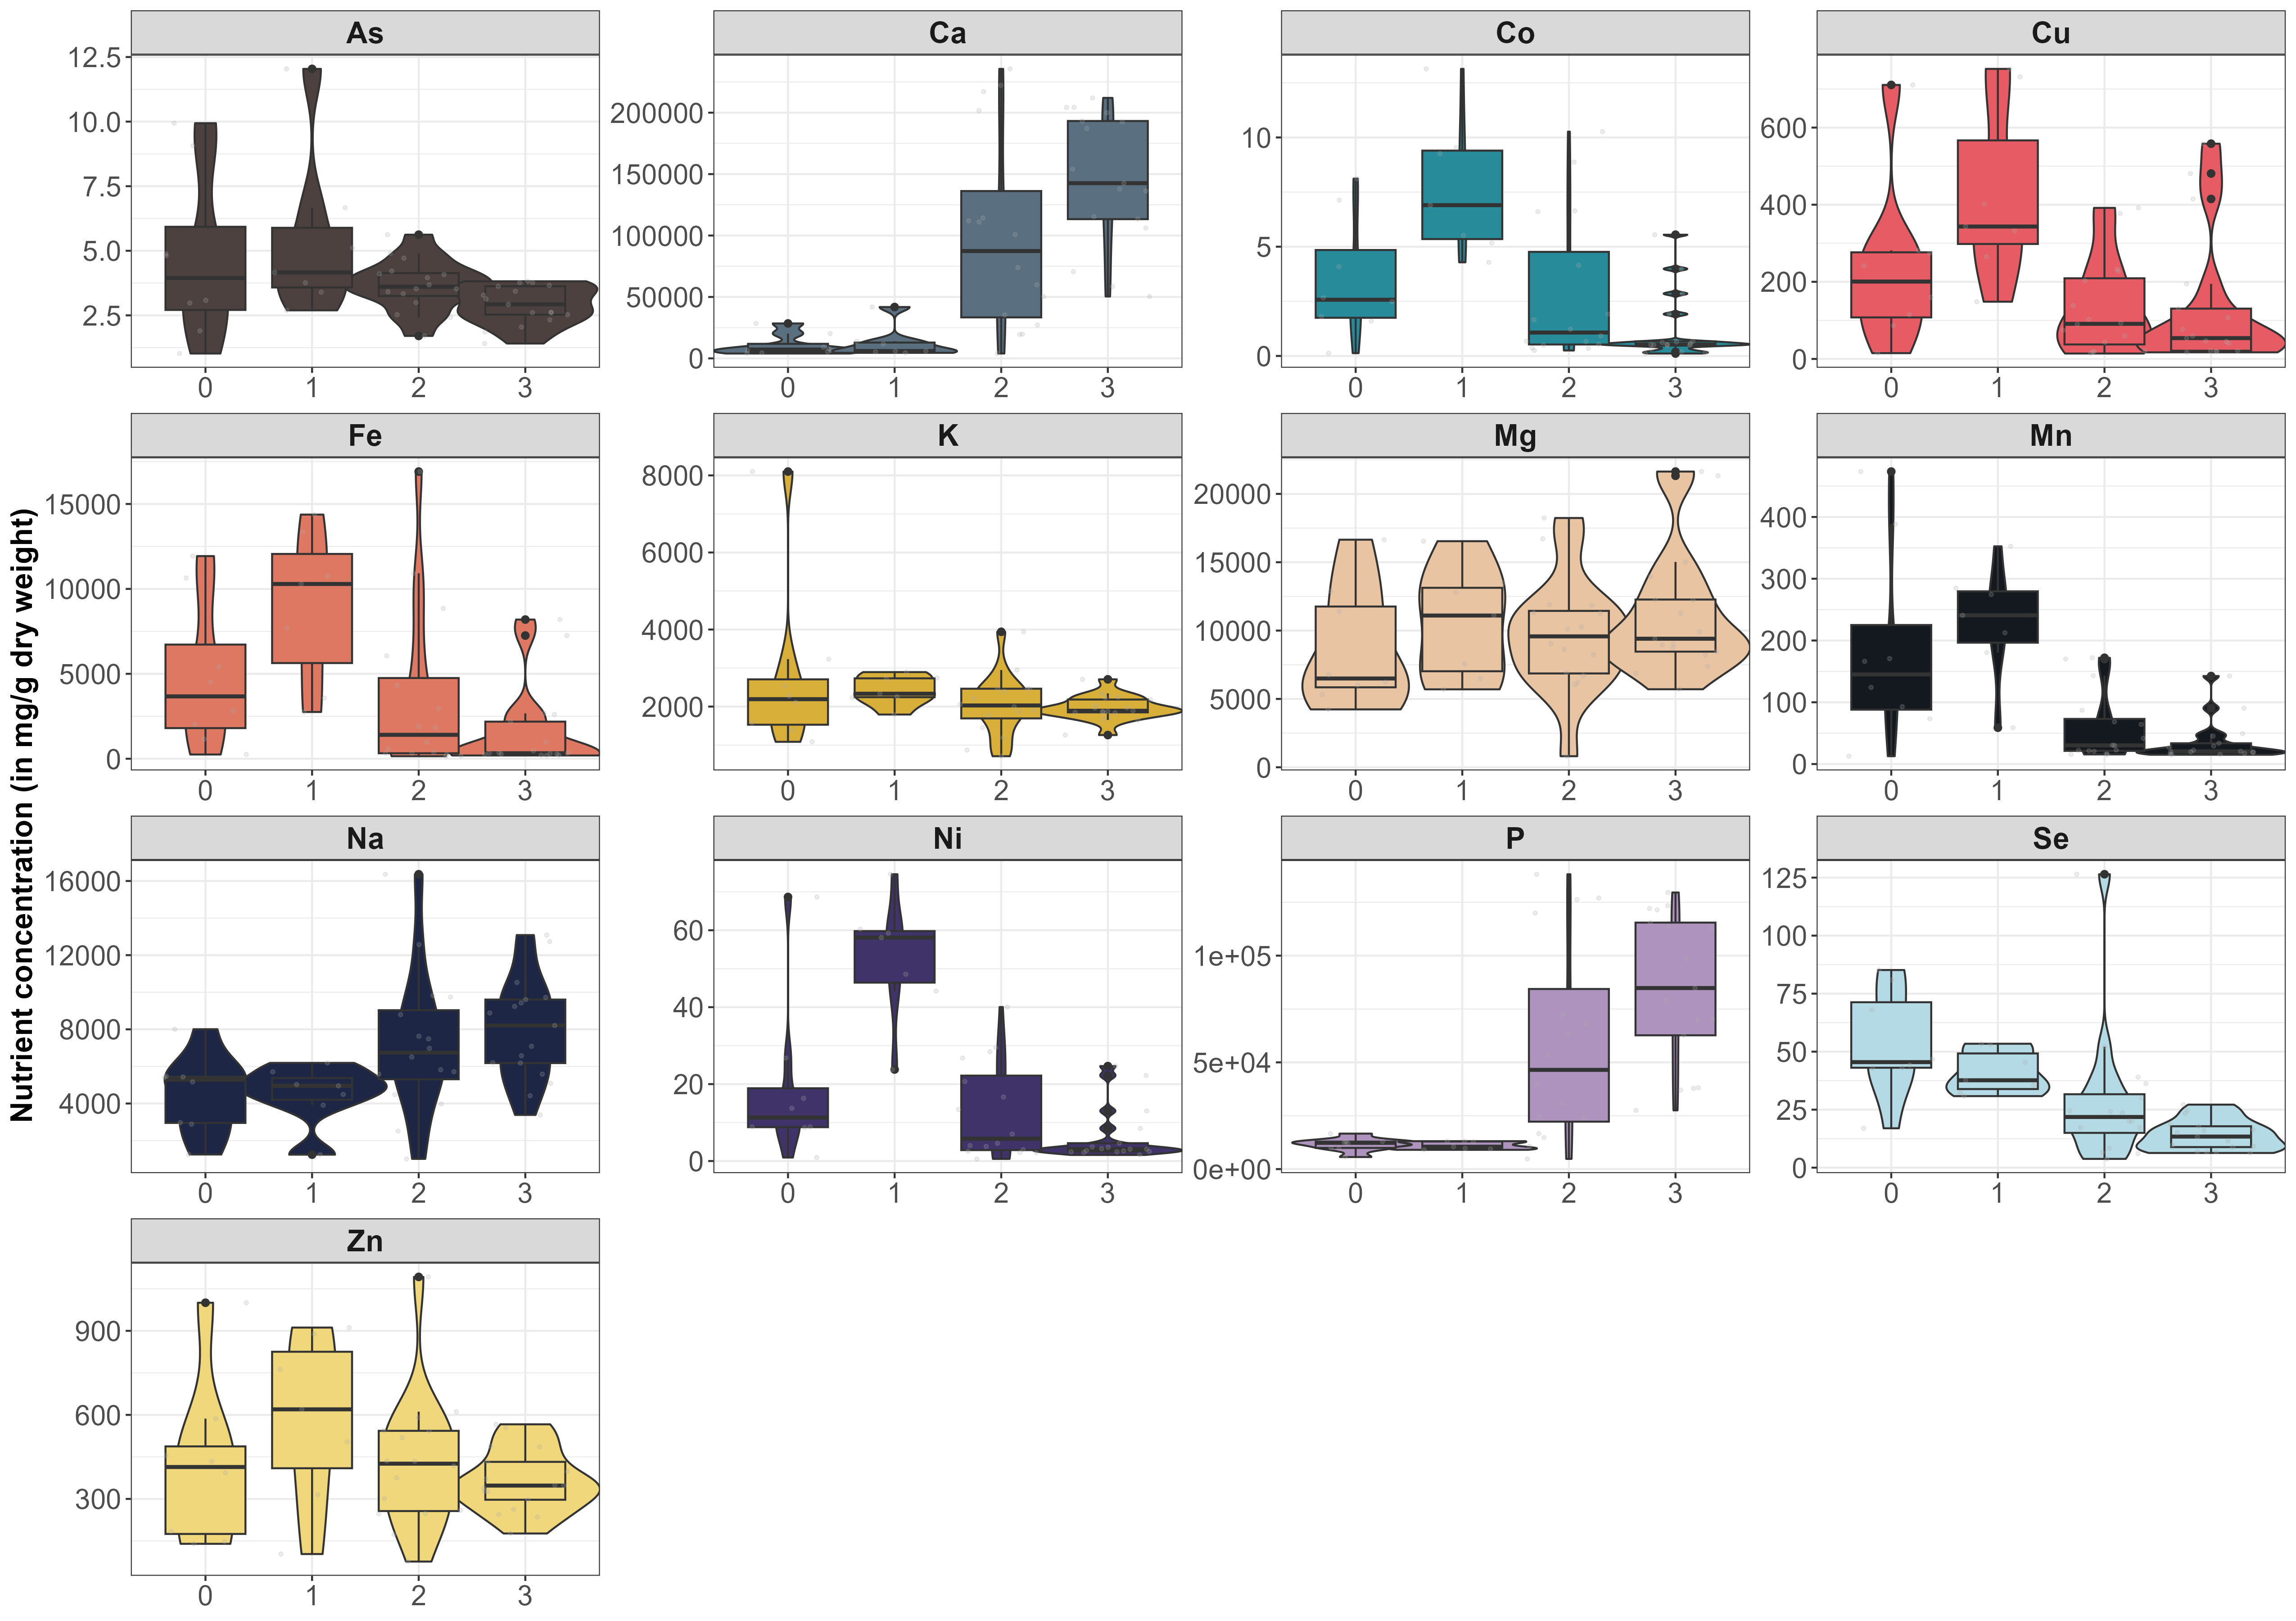 As Ca Co Cu
12.5 10.0 7.5 5.0 2.5
200000 150000 100000 50000 0
10 5 0
600 400 200 0
0 1 2 3 0 1 2 3 0 1 2 3 0 1 2 3
Nutrient concentration (in mg/g dry weight)
Fe K Mg Mn
15000 10000 5000 0
8000 6000 4000 2000
20000 15000 10000 5000 0
400 300 200 100 0
0 1 2 3 0 1 2 3 0 1 2 3 0 1 2 3
Na Ni P Se
16000 12000 8000 4000
60 40 20 0
1e+05 5e+04 0e+00
125 100 75 50 25 0
0 1 2 3 0 1 2 3 0 1 2 3 0 1 2 3
Zn
900 600 300
0 1 2 3